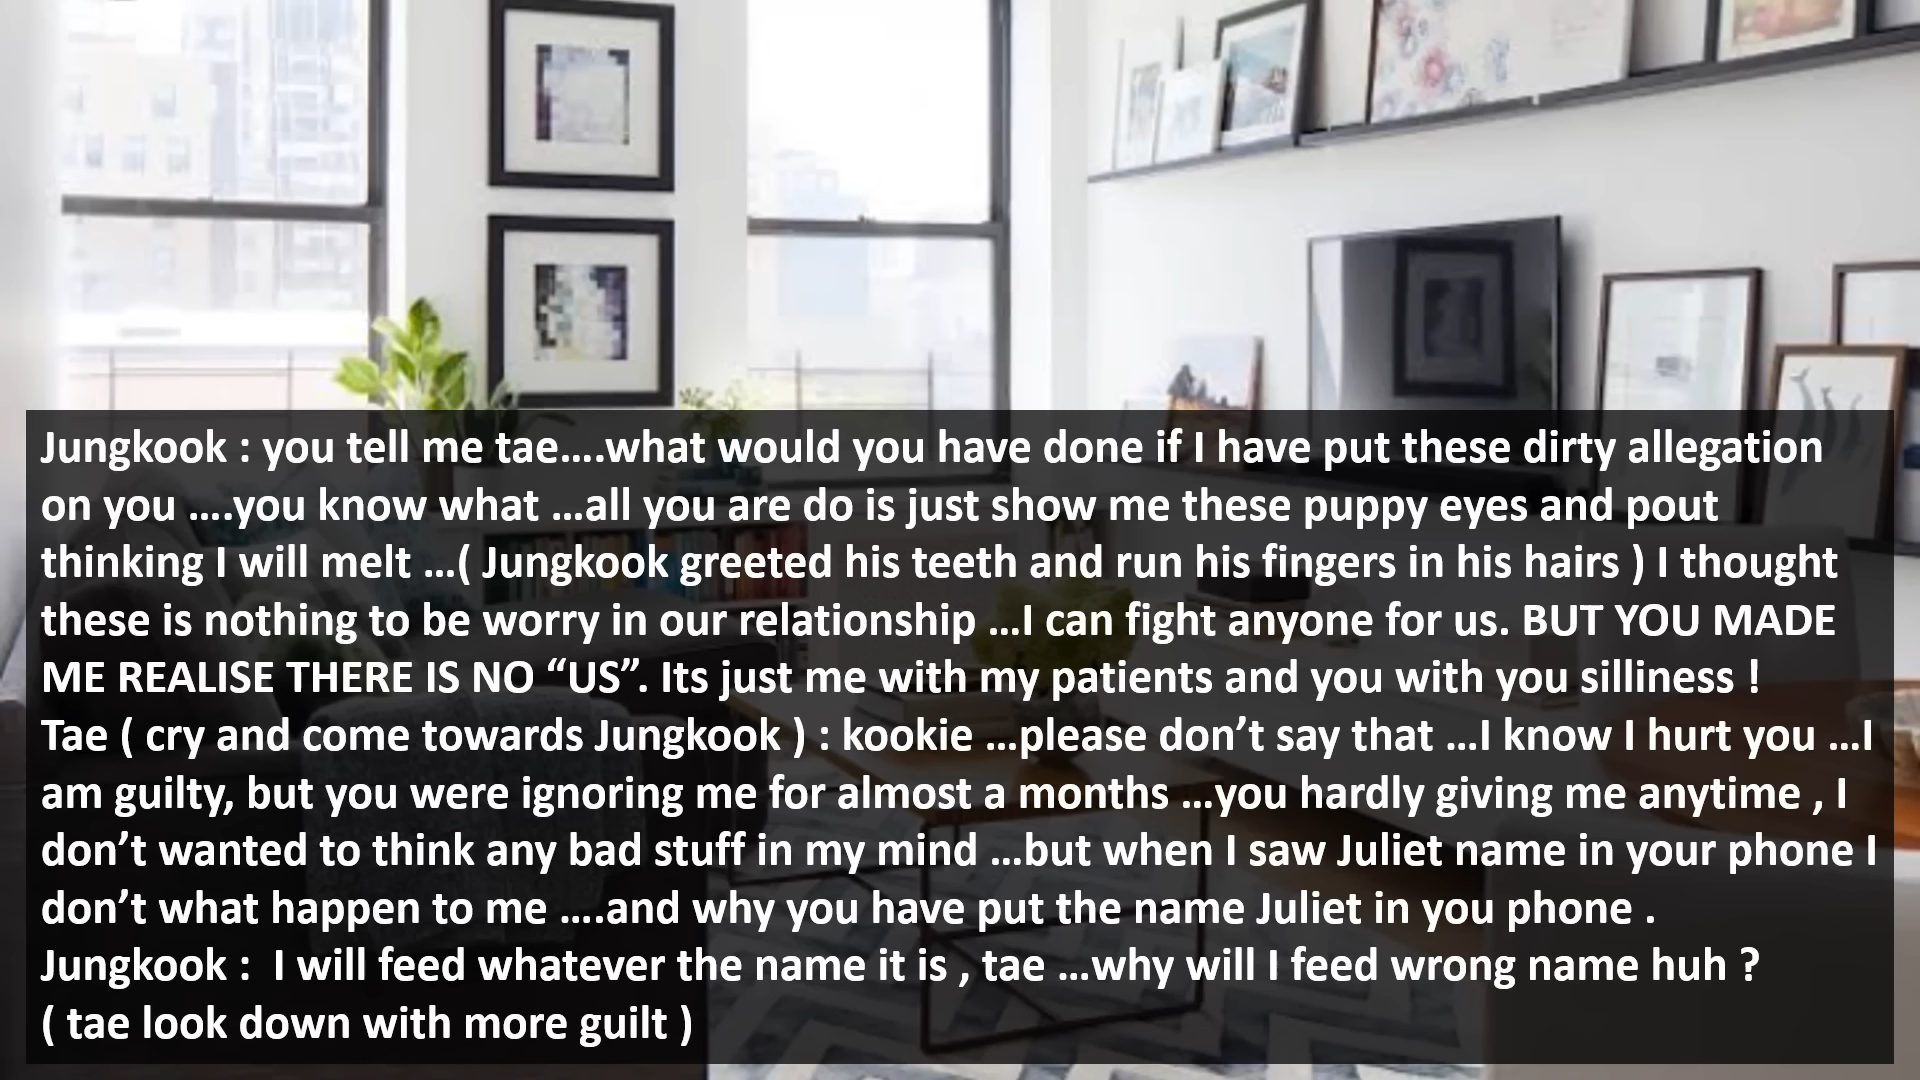 Jungkook : you tell me tae....what would you have done if I have put these dirty allegation
on you ....you know what ...all you are do is just show me these puppy eyes and pout
thinking I will melt ...( Jungkook greeted his teeth and run his fingers in his hairs ) I thought
these is nothing to be worry in our relationship ...I can fight anyone for us. BUT YOU MADE
ME REALISE THERE IS NO “US”. Its just me with my patients and you with you silliness !
Tae ( cry and come towards Jungkook ) : kookie ...please don’t say that ...I know I hurt you ...I
am guilty, but you were ignoring me for almost a months ...you hardly giving me anytime , I
don’t wanted to think any bad stuff in my mind ...but when I saw Juliet name in your phone I
don’t what happen to me ....and why you have put the name Juliet in you phone .
Jungkook :  I will feed whatever the name it is , tae ...why will I feed wrong name huh ?
( tae look down with more guilt )